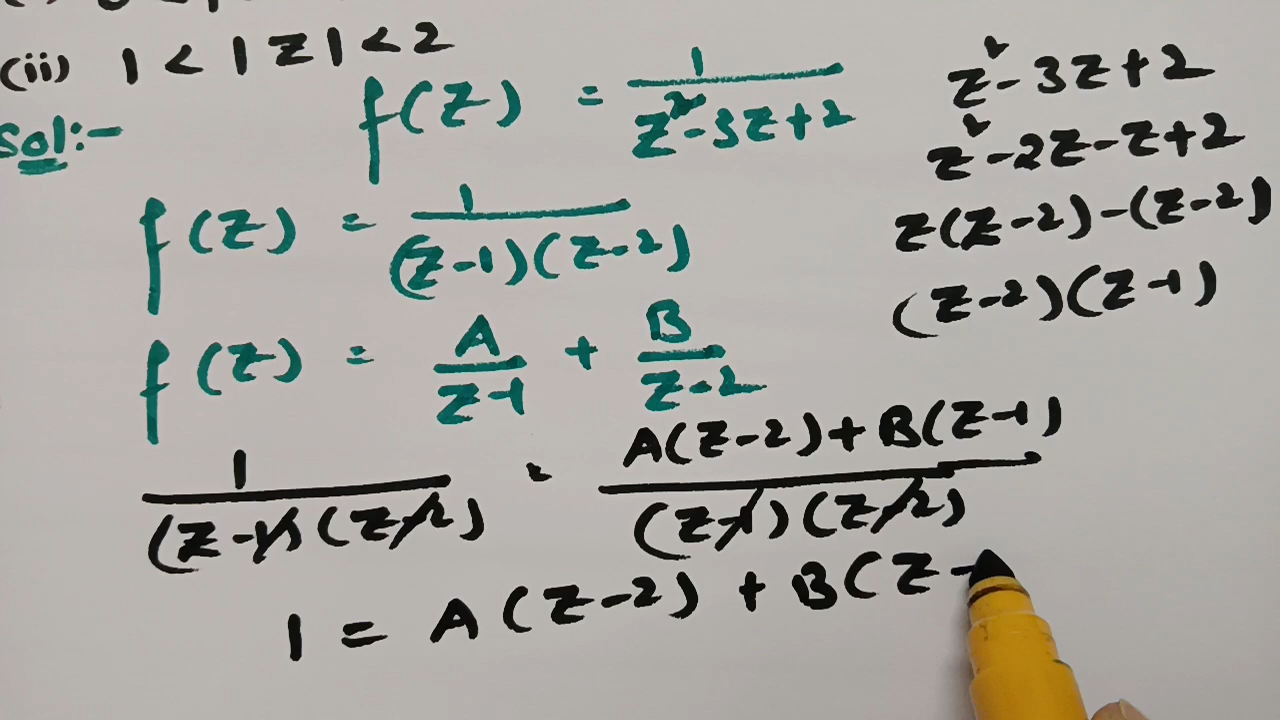 (ii) 1 < |z| < 2
Sol:-
f(z) = 1/(z²-3z+2)
f(z) = 1/((z-1)(z-2))
f(z) = A/(z-1) + B/(z-2)
1/((z-1)(z-2)) = (A(z-2)+B(z-1))/((z-1)(z-2))
1 = A(z-2) + B(z-
z²-3z+2
z²-2z-z+2
z(z-2)-(z-2)
(z-2)(z-1)